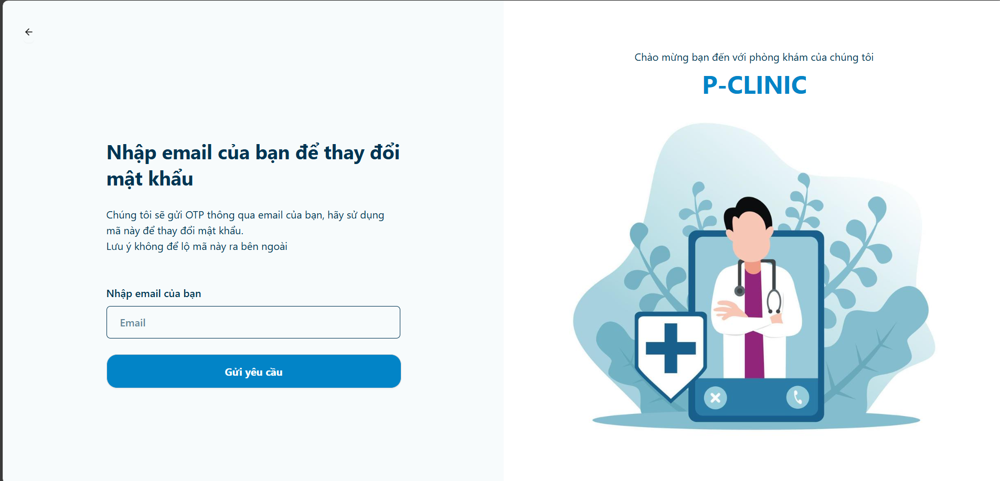 Nhập email của bạn để thay đổi
mật khẩu
Chúng tôi sẽ gửi OTP thông qua email của bạn, hãy sử dụng
mã này để thay đổi mật khẩu.
Lưu ý không để lộ mã này ra bên ngoài
Nhập email của bạn
Email
Gửi yêu cầu
Chào mừng bạn đến với phòng khám của chúng tôi
P-CLINIC